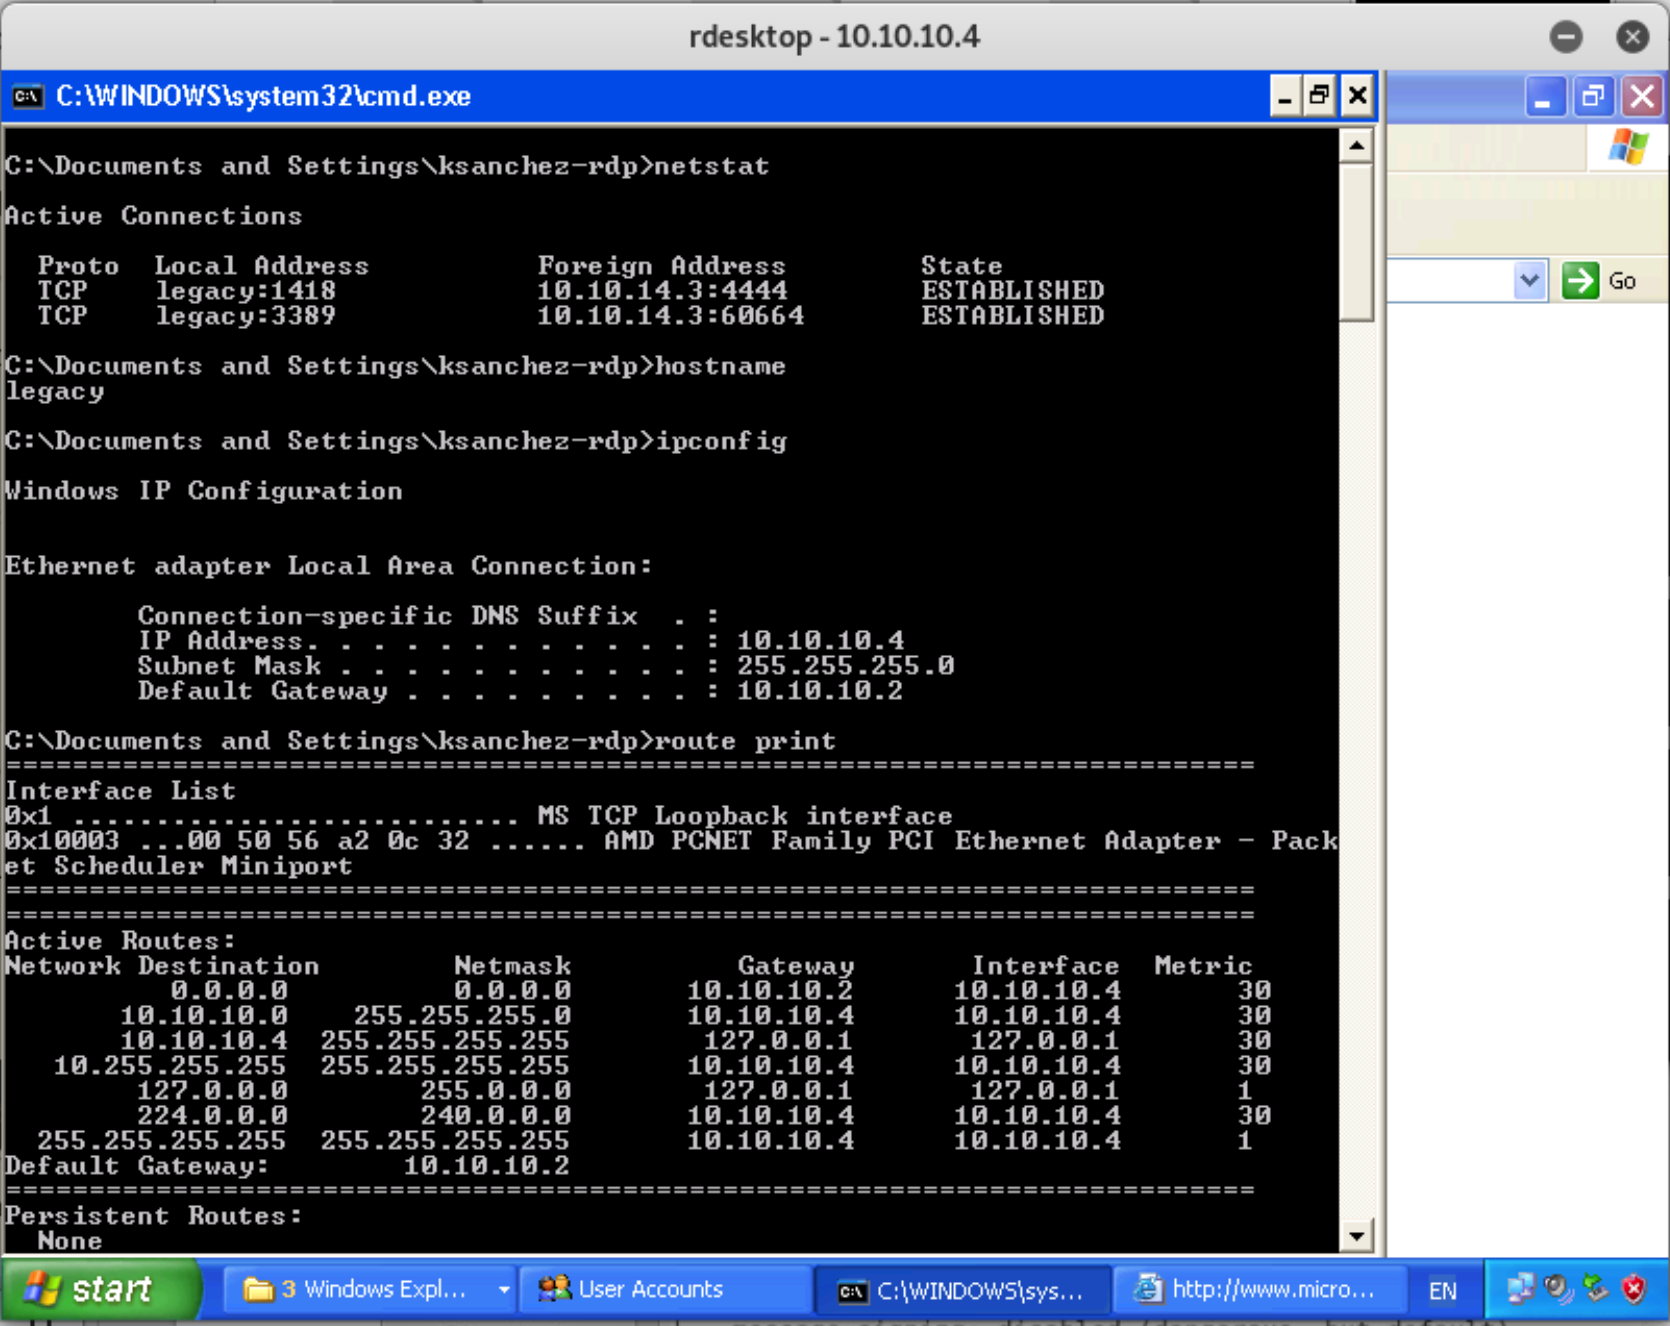 rdesktop - 10.10.10.4
C:\WINDOWS\system32\cmd.exe
C:\Documents and Settings\ksanchez-rdp>netstat
Active Connections
Proto Local Address Foreign Address State
TCP legacy:1418 10.10.14.3:4444 ESTABLISHED
TCP legacy:3389 10.10.14.3:60664 ESTABLISHED
C:\Documents and Settings\ksanchez-rdp>hostname
legacy
C:\Documents and Settings\ksanchez-rdp>ipconfig
Windows IP Configuration
Ethernet adapter Local Area Connection:
Connection-specific DNS Suffix . :
IP Address. . . . . . . . . . . . : 10.10.10.4
Subnet Mask . . . . . . . . . . . : 255.255.255.0
Default Gateway . . . . . . . . . : 10.10.10.2
C:\Documents and Settings\ksanchez-rdp>route print
===========================================================================
Interface List
0x1 ........................... MS TCP Loopback interface
0x10003 ...00 50 56 a2 0c 32 ...... AMD PCNET Family PCI Ethernet Adapter - Pack
et Scheduler Miniport
===========================================================================
===========================================================================
Active Routes:
Network Destination Netmask Gateway Interface Metric
0.0.0.0 0.0.0.0 10.10.10.2 10.10.10.4 30
10.10.10.0 255.255.255.0 10.10.10.4 10.10.10.4 30
10.10.10.4 255.255.255.255 127.0.0.1 127.0.0.1 30
10.255.255.255 255.255.255.255 10.10.10.4 10.10.10.4 30
127.0.0.0 255.0.0.0 127.0.0.1 127.0.0.1 1
224.0.0.0 240.0.0.0 10.10.10.4 10.10.10.4 30
255.255.255.255 255.255.255.255 10.10.10.4 10.10.10.4 1
Default Gateway: 10.10.10.2
===========================================================================
Persistent Routes:
None
Go
start
3 Windows Expl...
User Accounts
C:\WINDOWS\sys...
http://www.micro...
EN